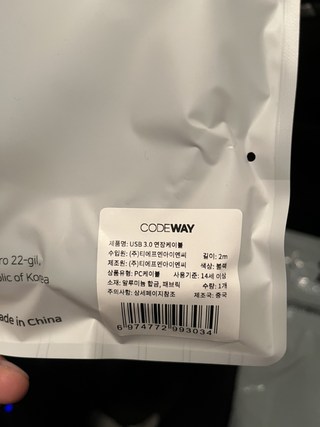 CODEWAY
제품명: USB 3.0 연장케이블
수입원: (주)티에프앤아이앤씨 길이: 2m
제조원: (주)티에프앤아이앤씨 색상: 블랙
상품유형: PC케이블 사용기준: 14세 이상
소재: 알루미늄 합금, 패브릭 수량: 1개
주의사항: 상세페이지참조 제조국: 중국
6 974772 993034
ro 22-gil,
blic of Korea
ade in China